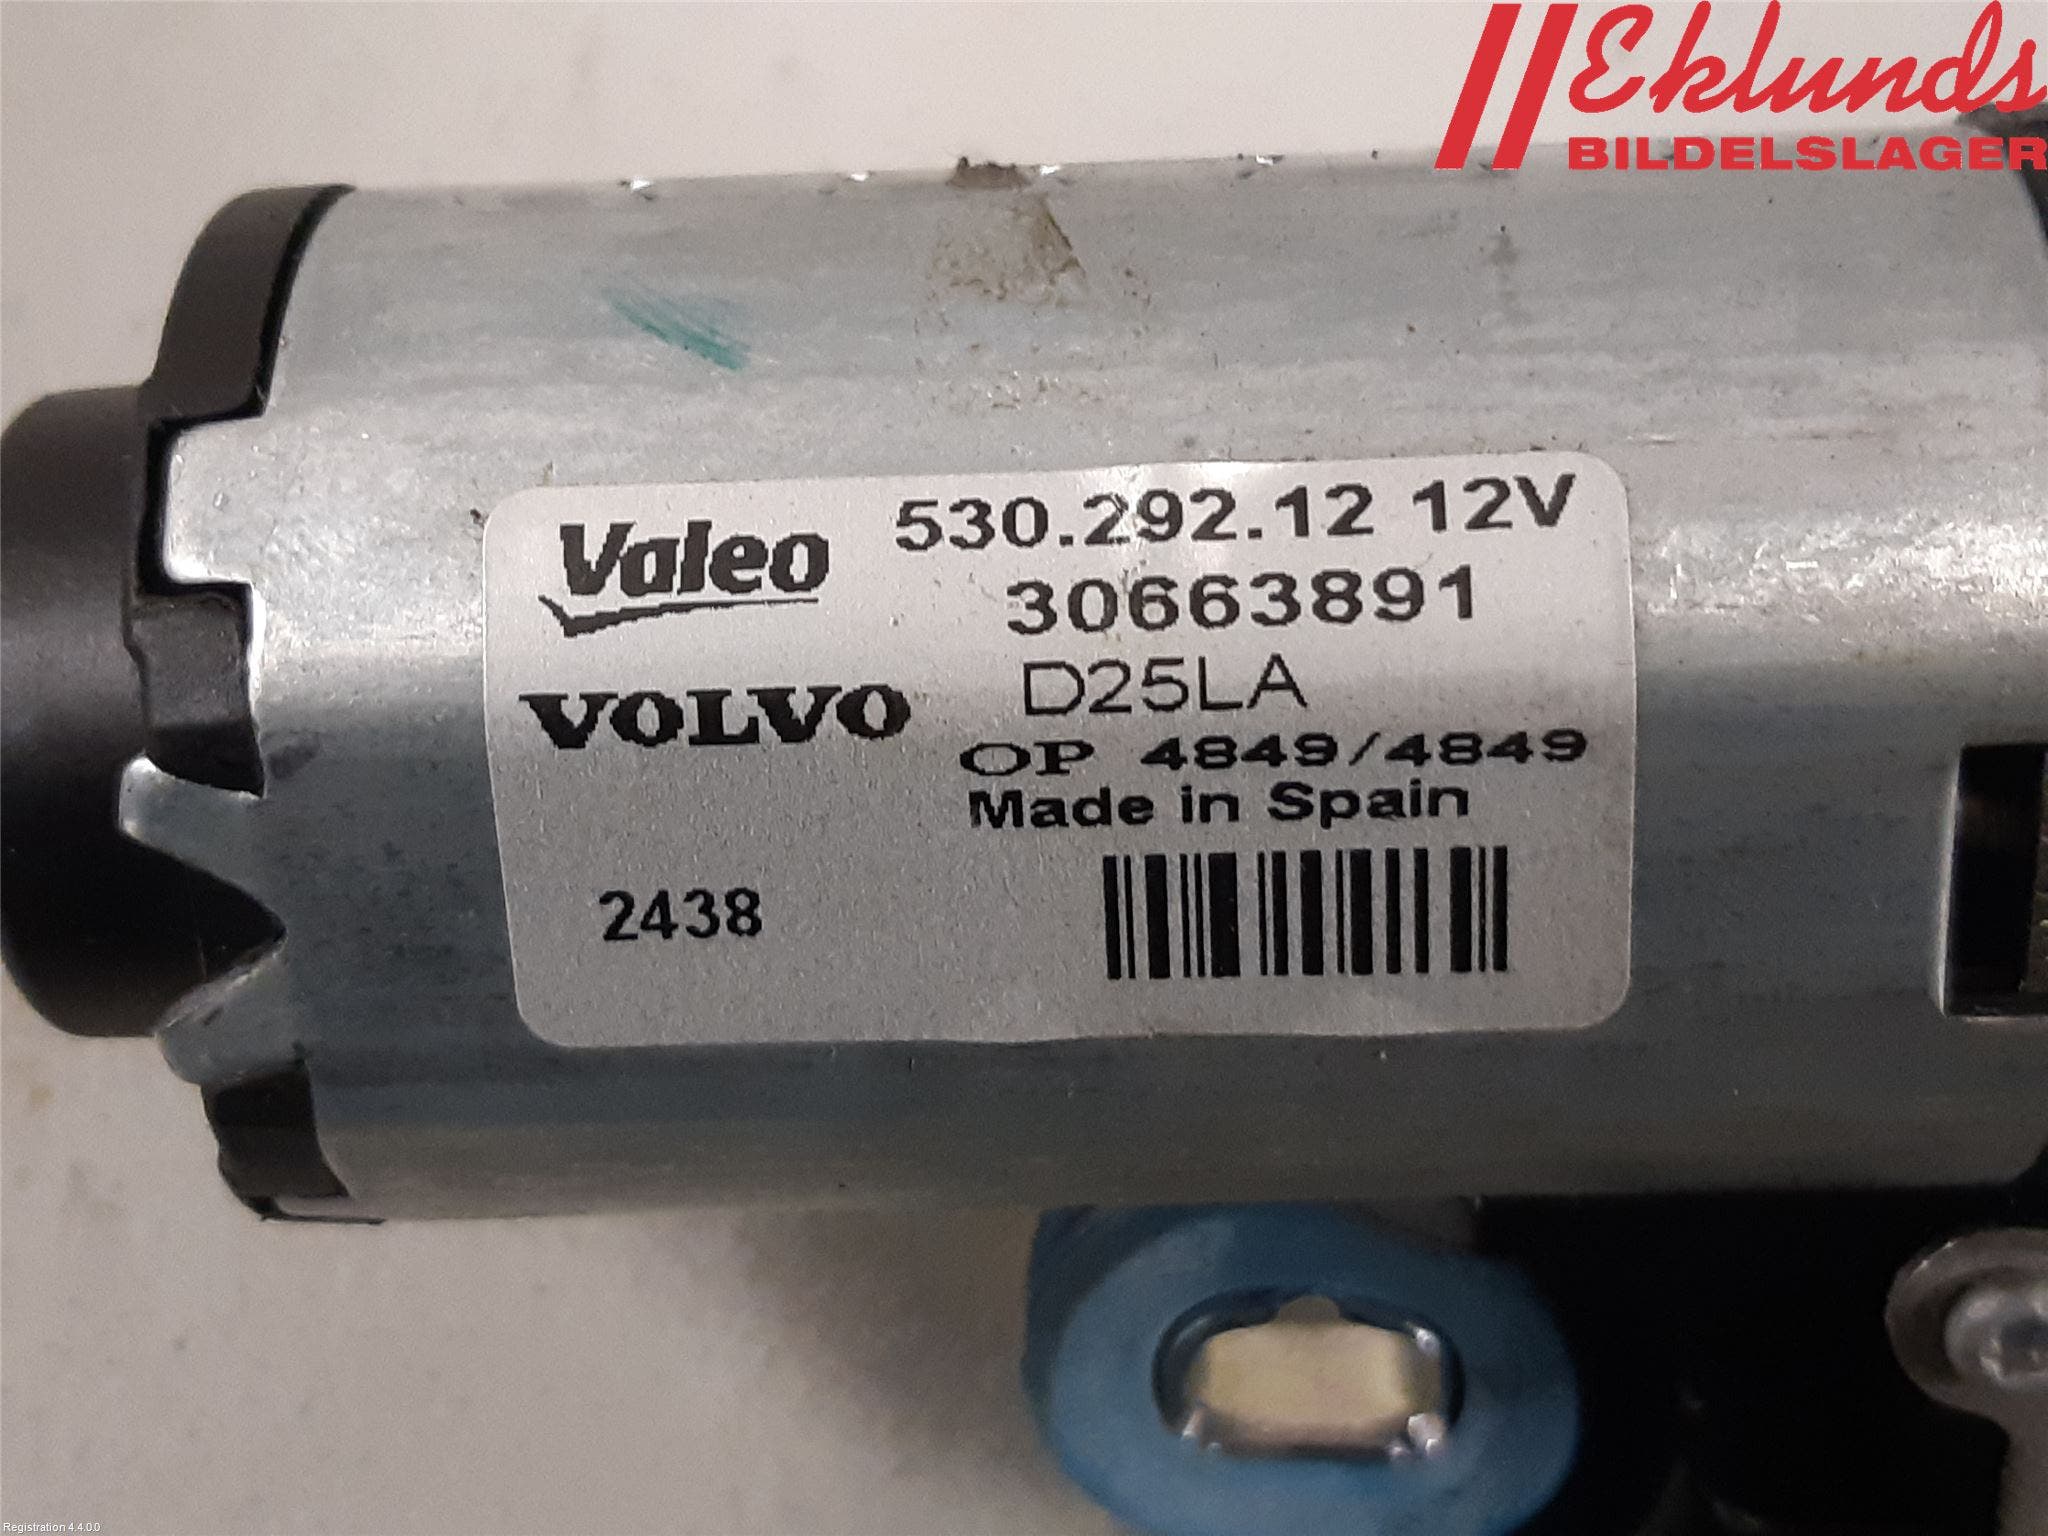 Eklunds
BILDELSLAGER
Valeo
530.292.12 12V
30663891
VOLVO
D25LA
OP 4849/4849
Made in Spain
2438
Registration 4.4.0.0